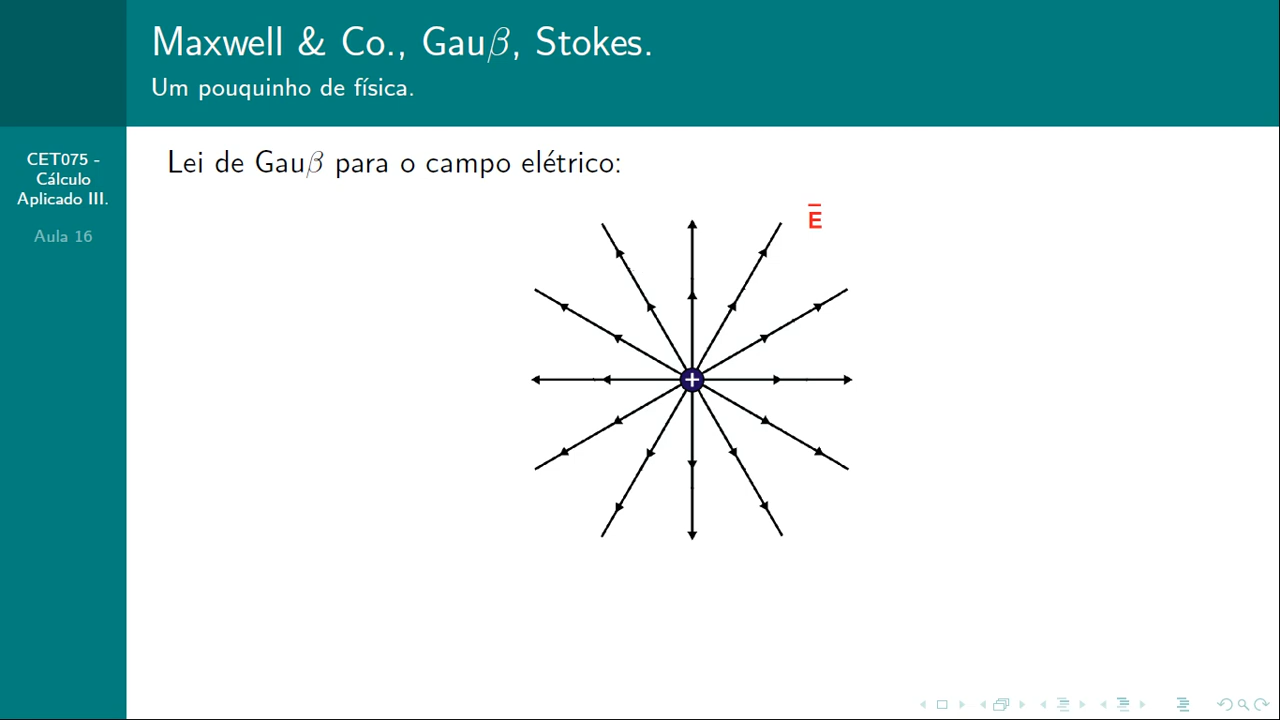 Maxwell & Co., Gauβ, Stokes.
Um pouquinho de física.
CET075 -
Cálculo
Aplicado III.
Aula 16
Lei de Gauβ para o campo elétrico:
E̅
+